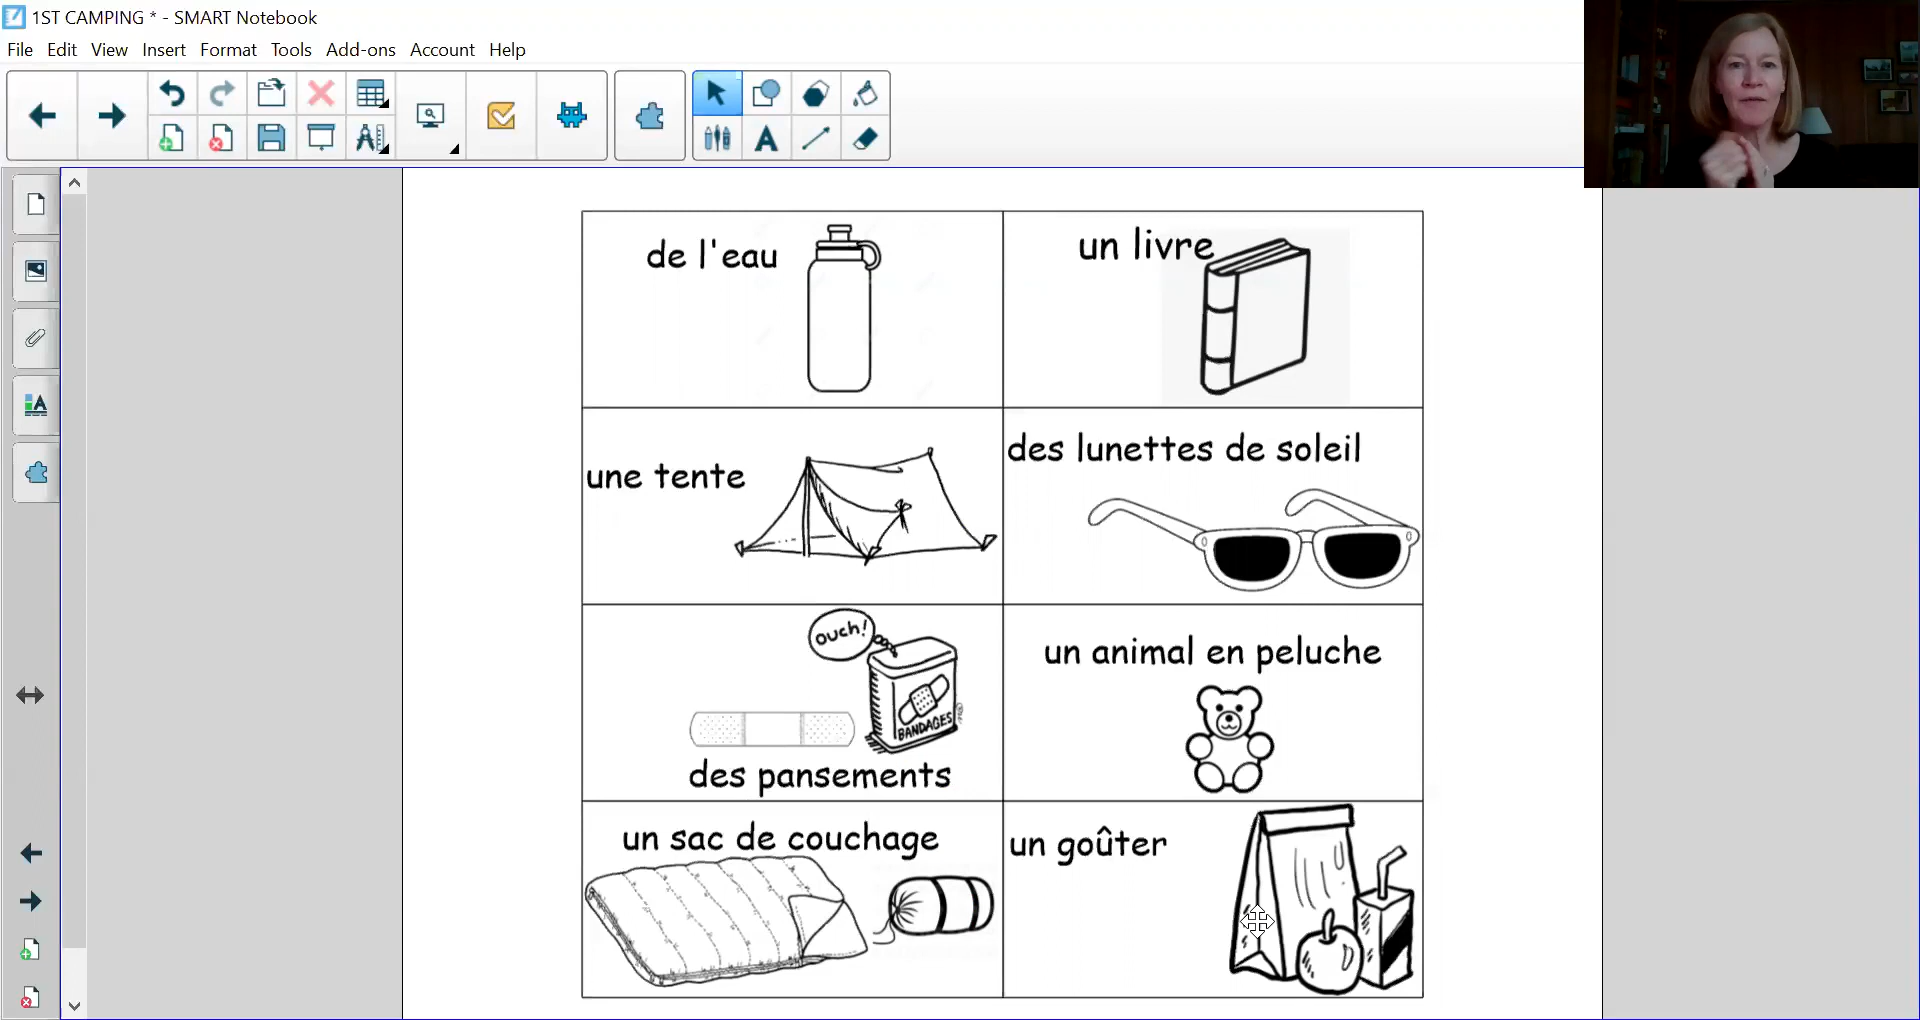 1ST CAMPING * - SMART Notebook
File Edit View Insert Format Tools Add-ons Account Help
de l'eau
un livre
une tente
des lunettes de soleil
ouch!
BANDAGES
des pansements
un animal en peluche
un sac de couchage
un goûter